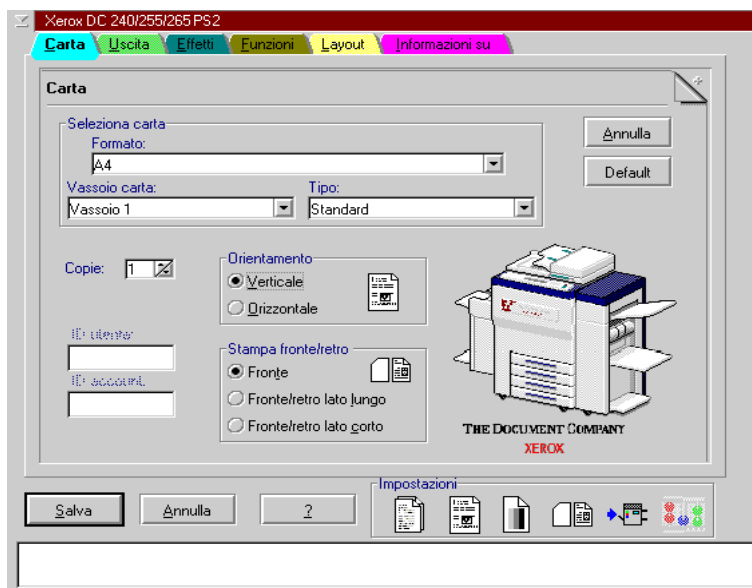 Xerox DC 240/255/265 PS2
Carta Uscita Effetti Funzioni Layout Informazioni su
Carta
Seleziona carta
Formato:
A4
Annulla
Default
Vassoio carta: Tipo:
Vassoio 1 Standard
Copie: 1
Orientamento
Verticale
Orizzontale
ID utente:
ID account:
Stampa fronte/retro
Fronte
Fronte/retro lato lungo
Fronte/retro lato corto
THE DOCUMENT COMPANY
XEROX
Impostazioni
Salva Annulla ?